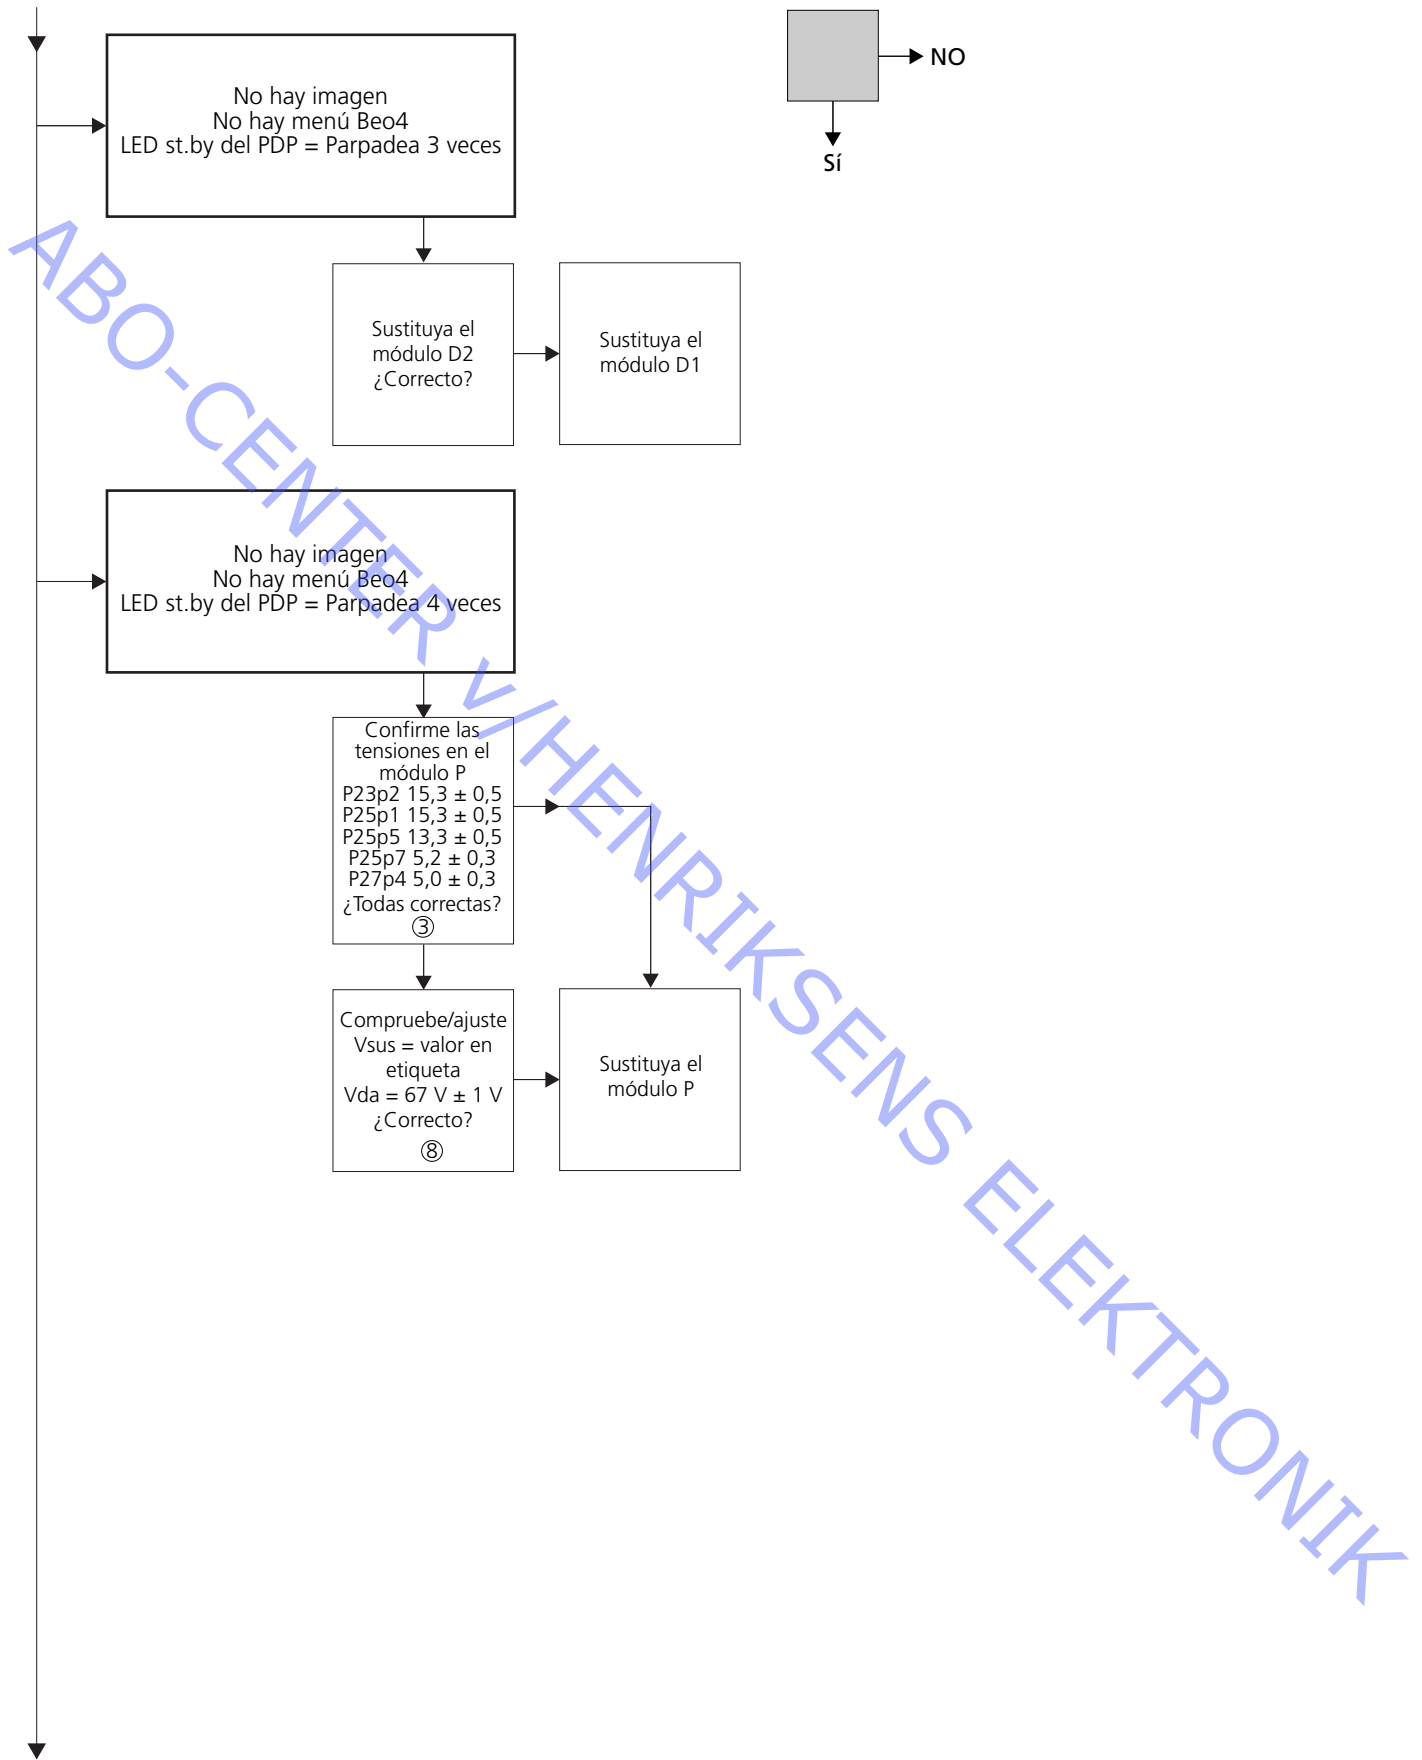 NO
Sí
No hay imagen
No hay menú Beo4
LED st.by del PDP = Parpadea 3 veces
Sustituya el
módulo D2
¿Correcto?
Sustituya el
módulo D1
No hay imagen
No hay menú Beo4
LED st.by del PDP = Parpadea 4 veces
Confirme las
tensiones en el
módulo P
P23p2 15,3 ± 0,5
P25p1 15,3 ± 0,5
P25p5 13,3 ± 0,5
P25p7 5,2 ± 0,3
P27p4 5,0 ± 0,3
¿Todas correctas?
③
Compruebe/ajuste
Vsus = valor en
etiqueta
Vda = 67 V ± 1 V
¿Correcto?
⑧
Sustituya el
módulo P
ABO-CENTER v/HENRIKSENS ELEKTRONIK